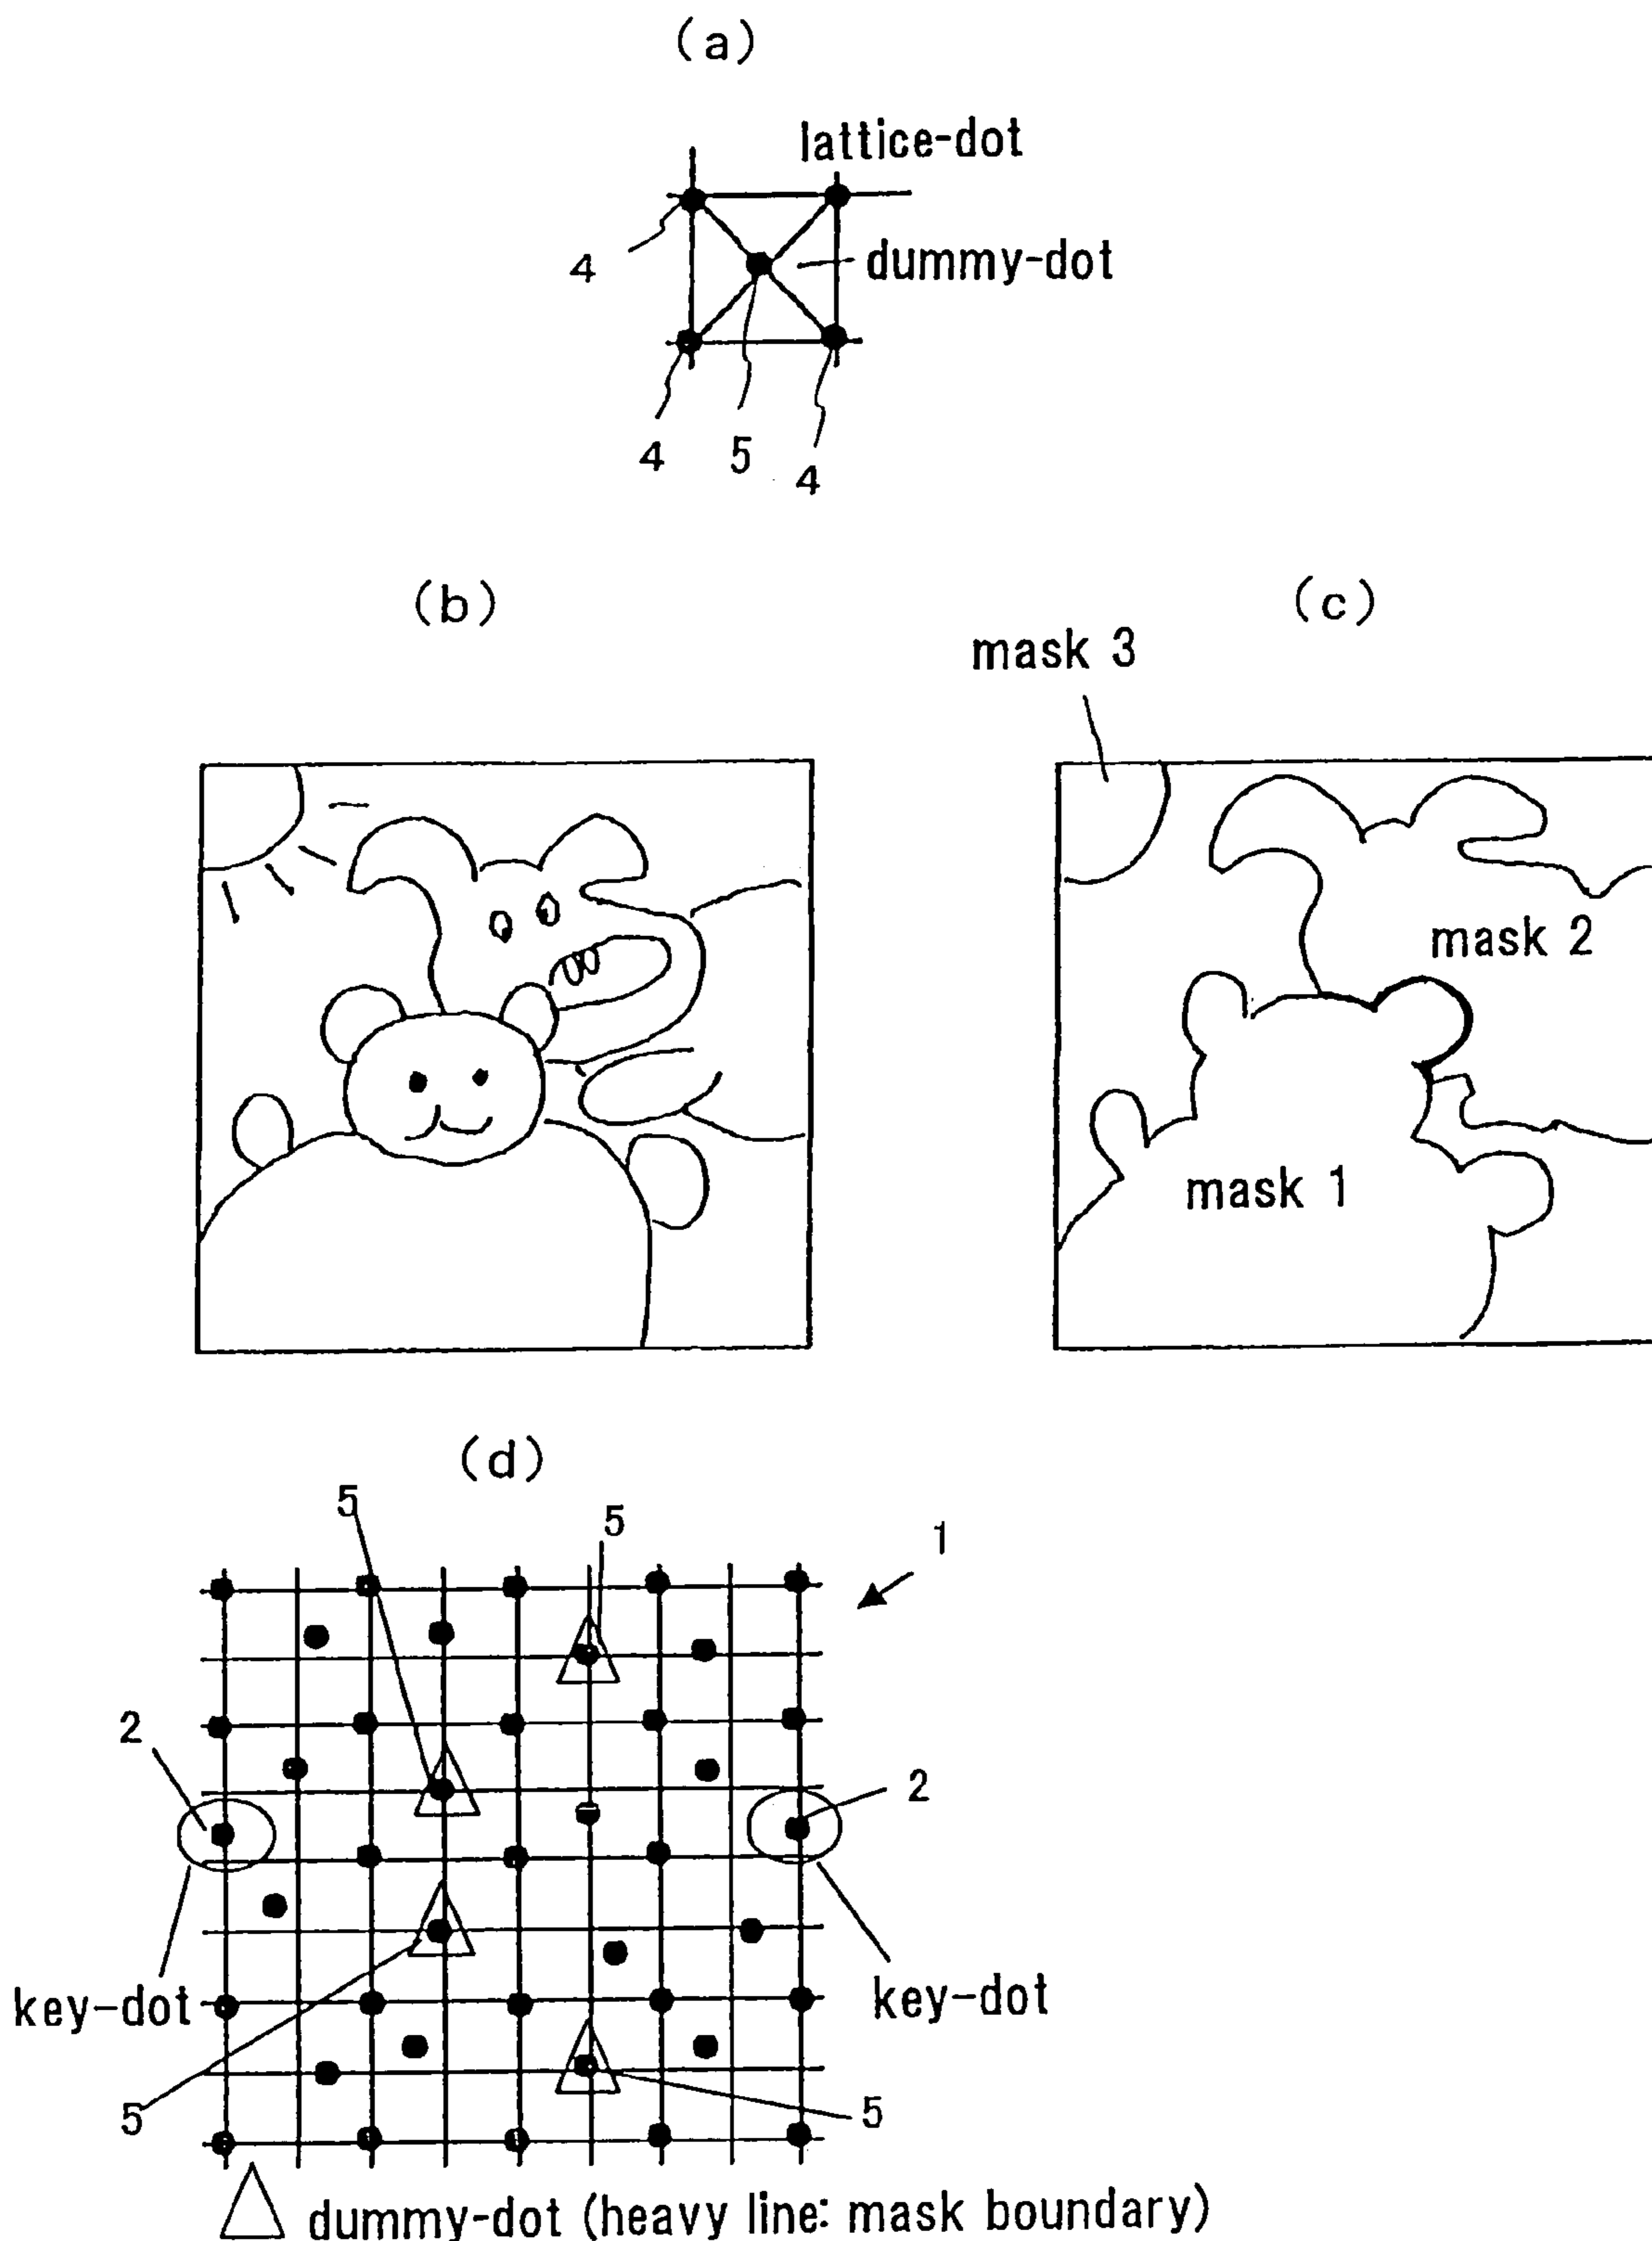 (a)
lattice-dot
4
dummy-dot
4
5
4
(b)
(c)
mask 3
mask 2
mask 1
(d)
5
5
1
2
2
key-dot
key-dot
5
5
dummy-dot (heavy line: mask boundary)